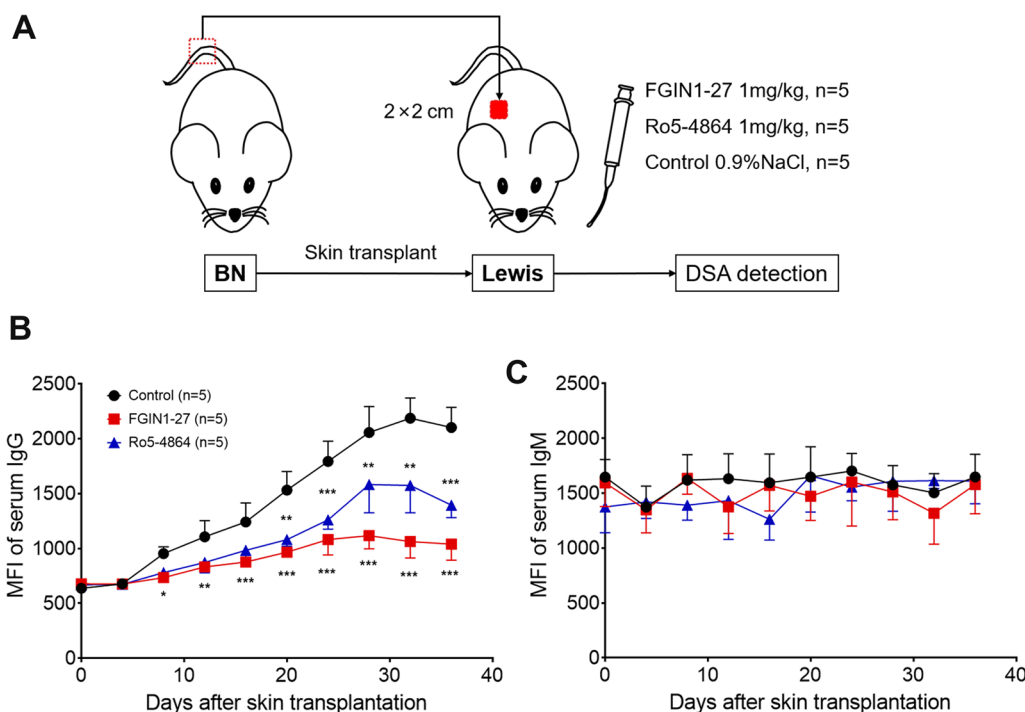 A
2×2 cm
FGIN1-27 1mg/kg, n=5
Ro5-4864 1mg/kg, n=5
Control 0.9%NaCl, n=5
BN
Skin transplant
Lewis
DSA detection
B
MFI of serum IgG
2500
2000
1500
1000
500
0
Control (n=5)
FGIN1-27 (n=5)
Ro5-4864 (n=5)
** ** ***
***
**
* ** *** *** *** *** *** ***
0 10 20 30 40
Days after skin transplantation
C
MFI of serum IgM
2500
2000
1500
1000
500
0
0 10 20 30 40
Days after skin transplantation